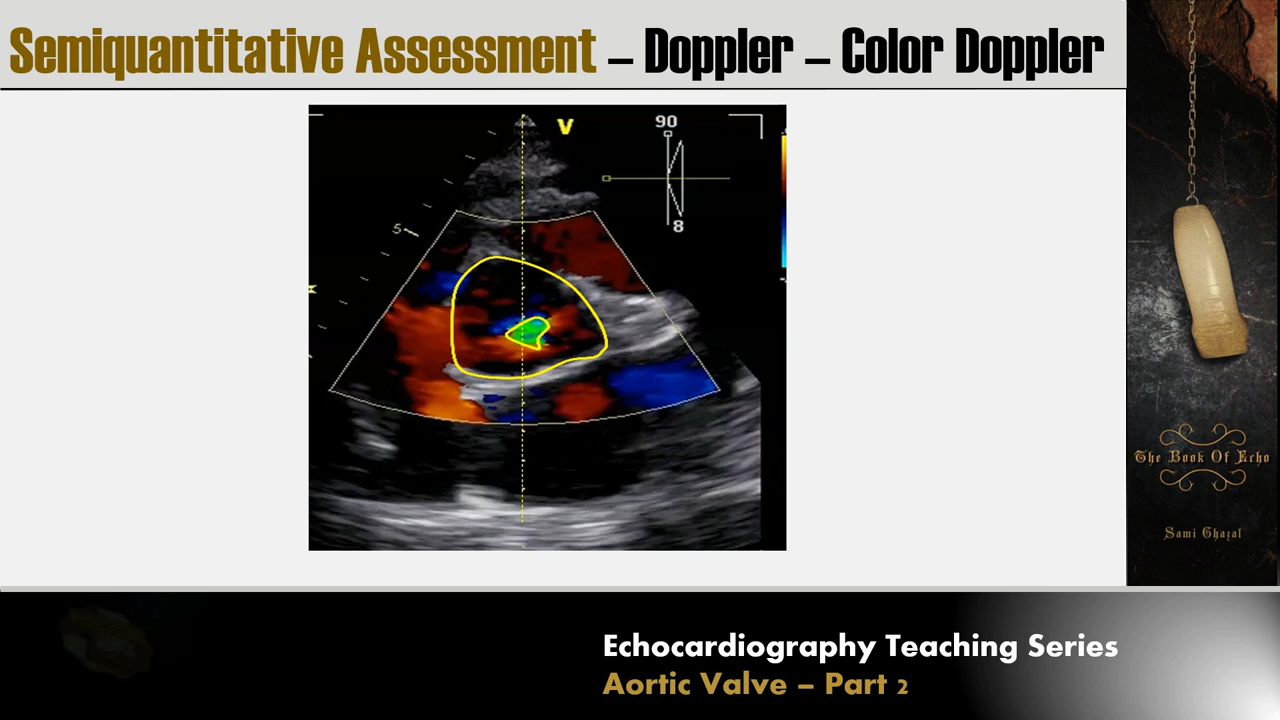 Semiquantitative Assessment – Doppler – Color Doppler
V
90
5
8
The Book Of Echo
Sami Ghazal
Echocardiography Teaching Series
Aortic Valve – Part 2